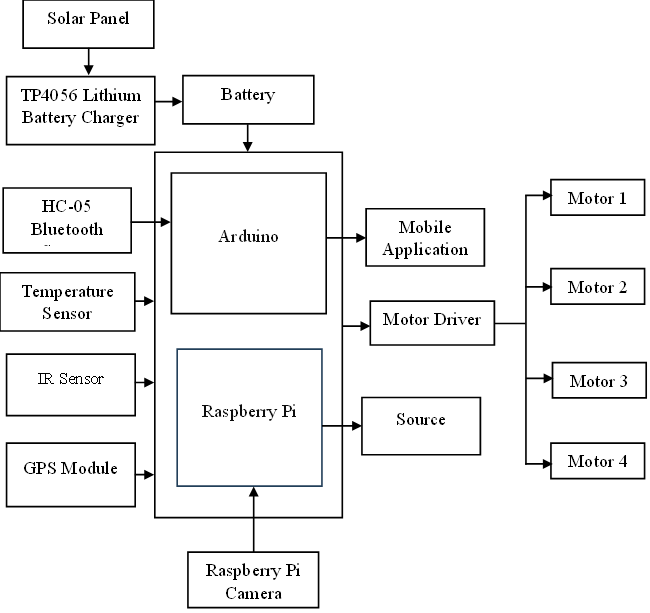 Solar Panel
TP4056 Lithium
Battery Charger
Battery
HC-05
Bluetooth
Arduino
Mobile
Application
Temperature
Sensor
Motor Driver
IR Sensor
Raspberry Pi
Source
GPS Module
Raspberry Pi
Camera
Motor 1
Motor 2
Motor 3
Motor 4